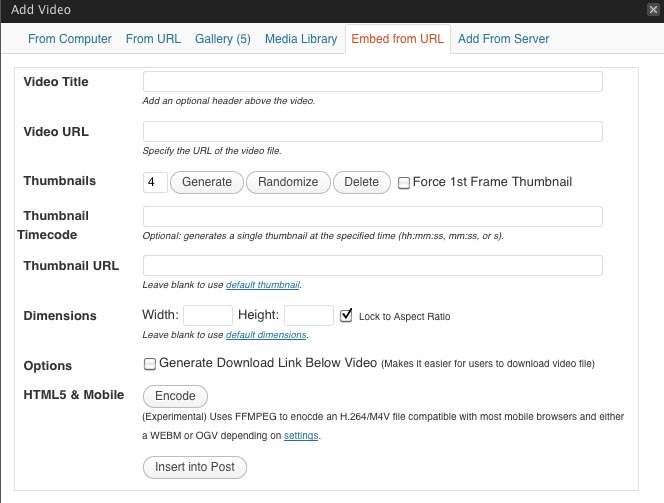 Add Video
From Computer From URL Gallery (5) Media Library Embed from URL Add From Server
Video Title
Add an optional header above the video.
Video URL
Specify the URL of the video file.
Thumbnails 4 Generate Randomize Delete Force 1st Frame Thumbnail
Thumbnail
Timecode
Optional: generates a single thumbnail at the specified time (hh:mm:ss, mm:ss, or s).
Thumbnail URL
Leave blank to use default thumbnail.
Dimensions Width: Height: Lock to Aspect Ratio
Leave blank to use default dimensions.
Options Generate Download Link Below Video (Makes it easier for users to download video file)
HTML5 & Mobile Encode
(Experimental) Uses FFMPEG to enocde an H.264/M4V file compatible with most mobile browsers and either
a WEBM or OGV depending on settings.
Insert into Post